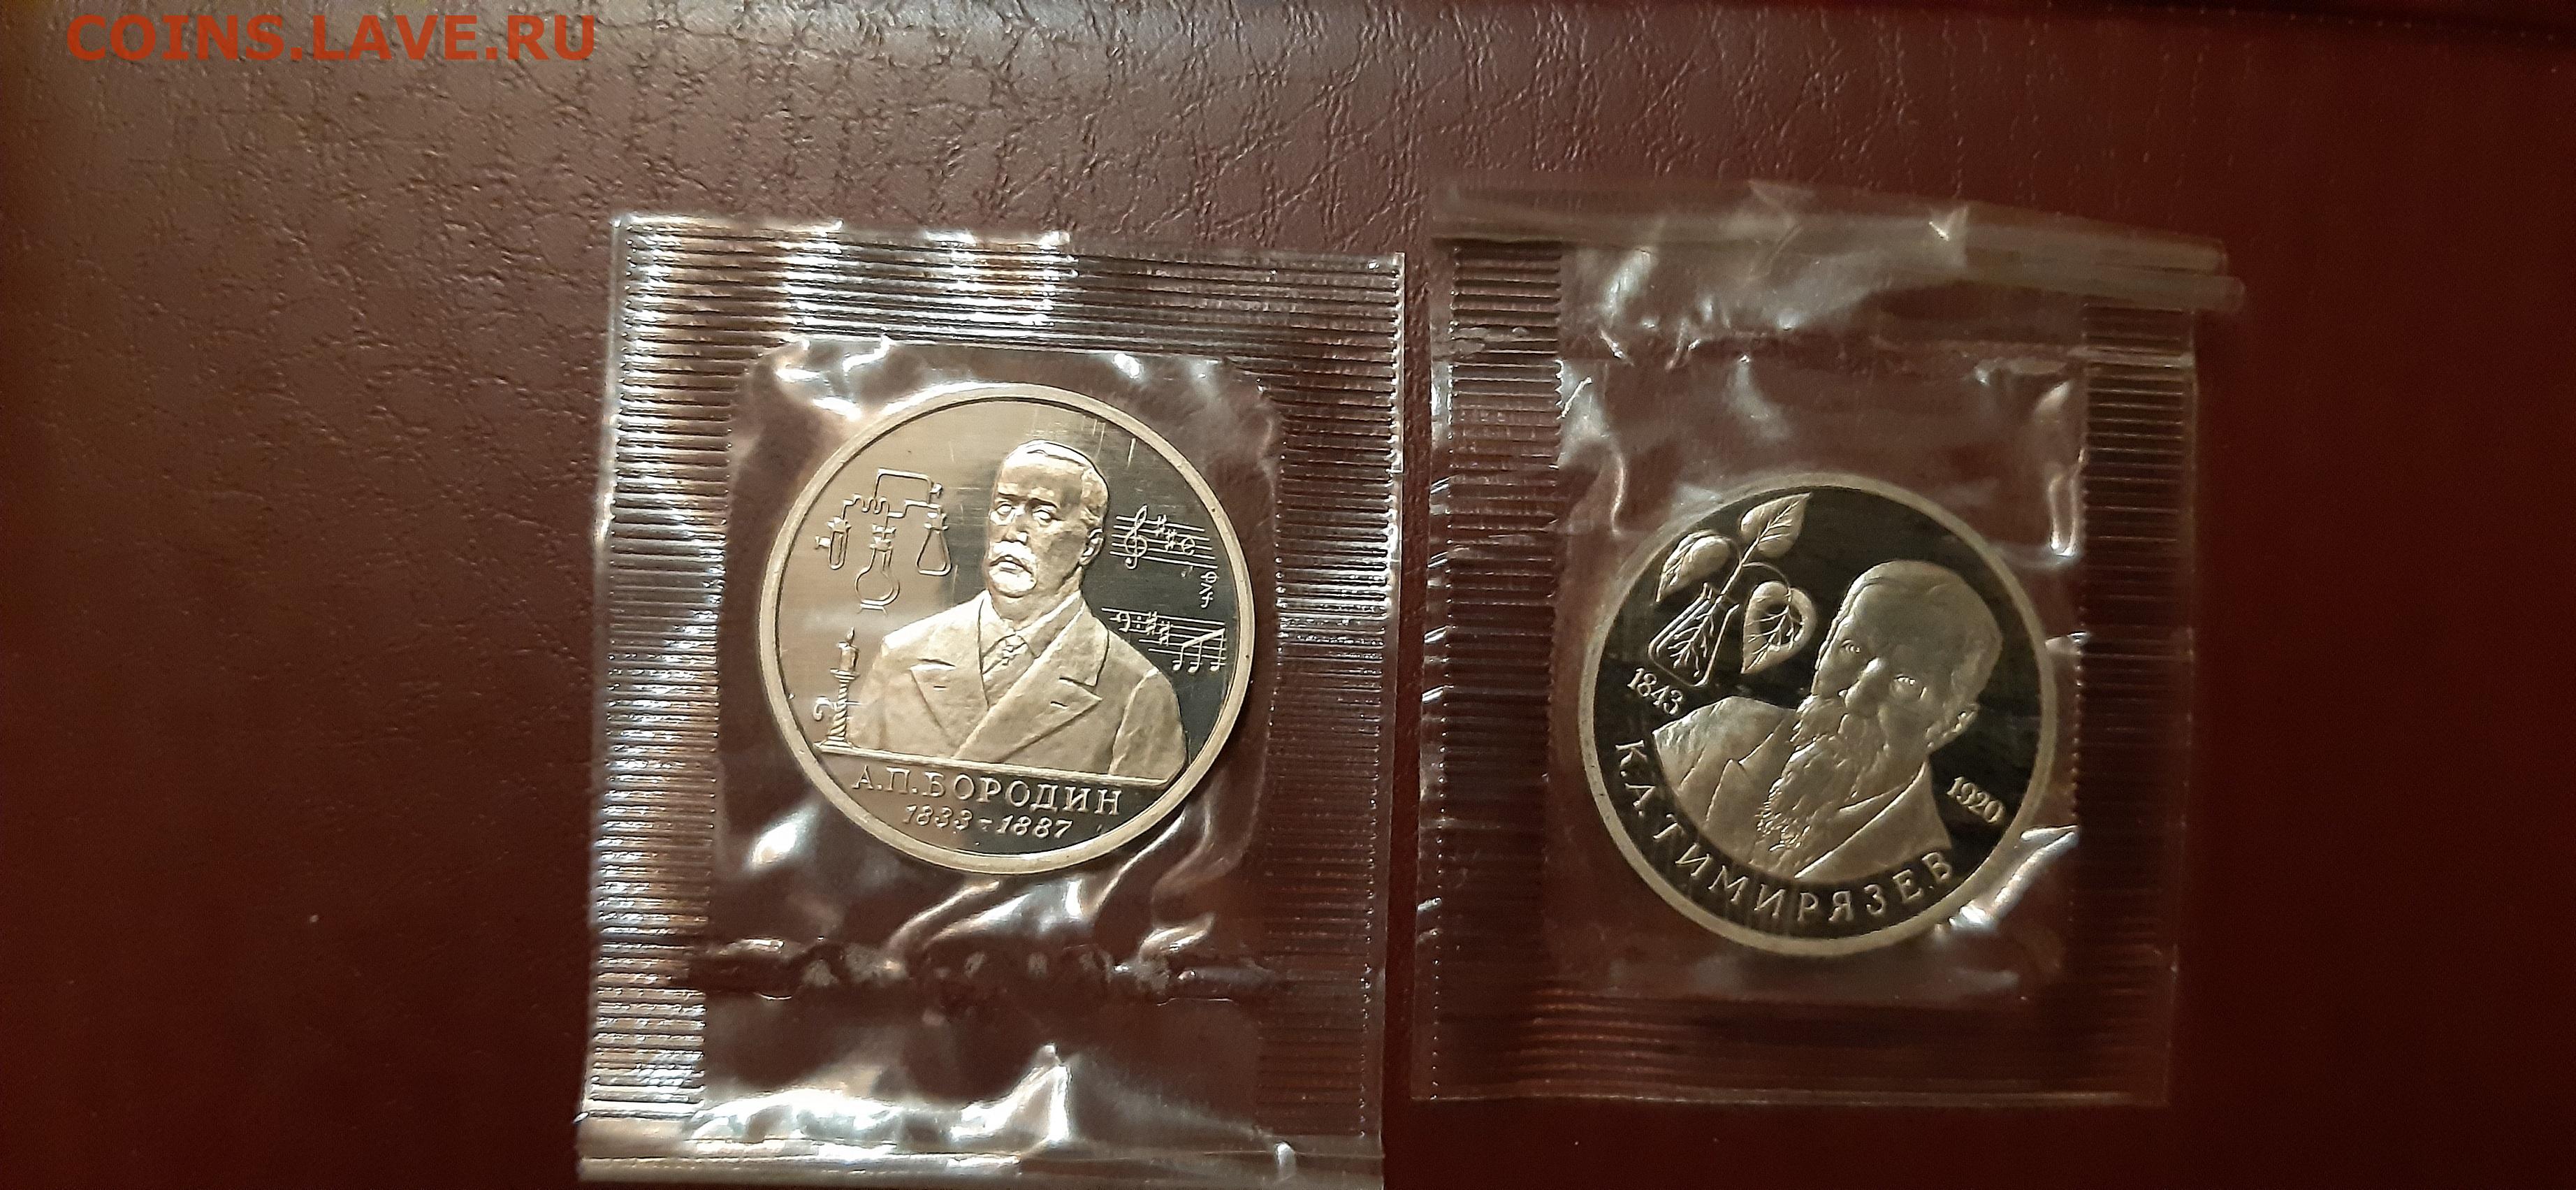 COINS.LAVE.RU
А.П.БОРОДИН
1833-1887
1843
1920
К.А.ТИМИРЯЗЕВ